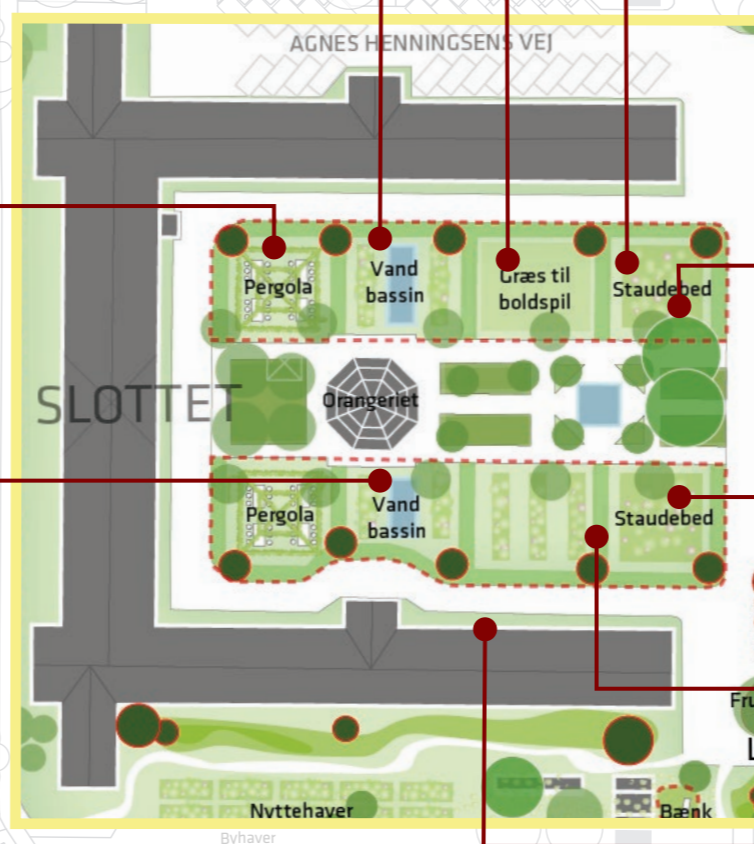 AGNES HENNINGSENS VEJ
Pergola
Vand
bassin
Græs til
boldspil
Staudebed
SLOTTET
Orangeriet
Pergola
Vand
bassin
Staudebed
Nyttehaver
Bænk
Byhaver